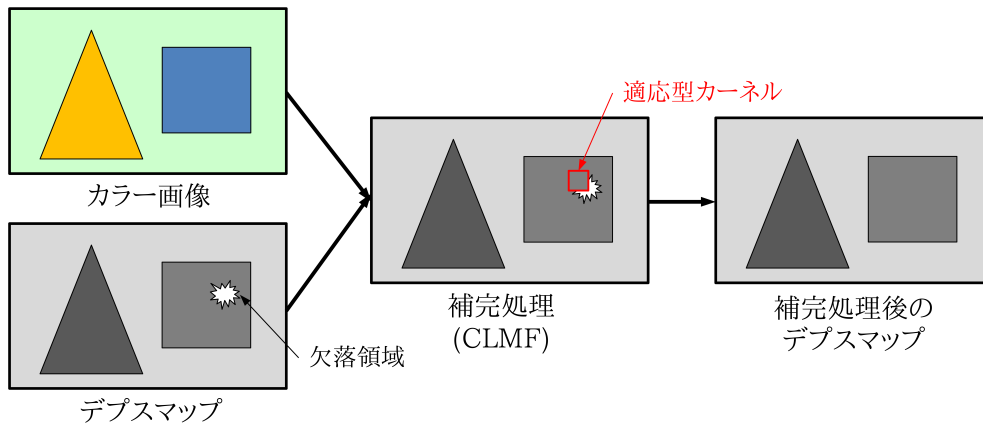 カラー画像
デプスマップ
欠落領域
適応型カーネル
補完処理
(CLMF)
補完処理後の
デプスマップ